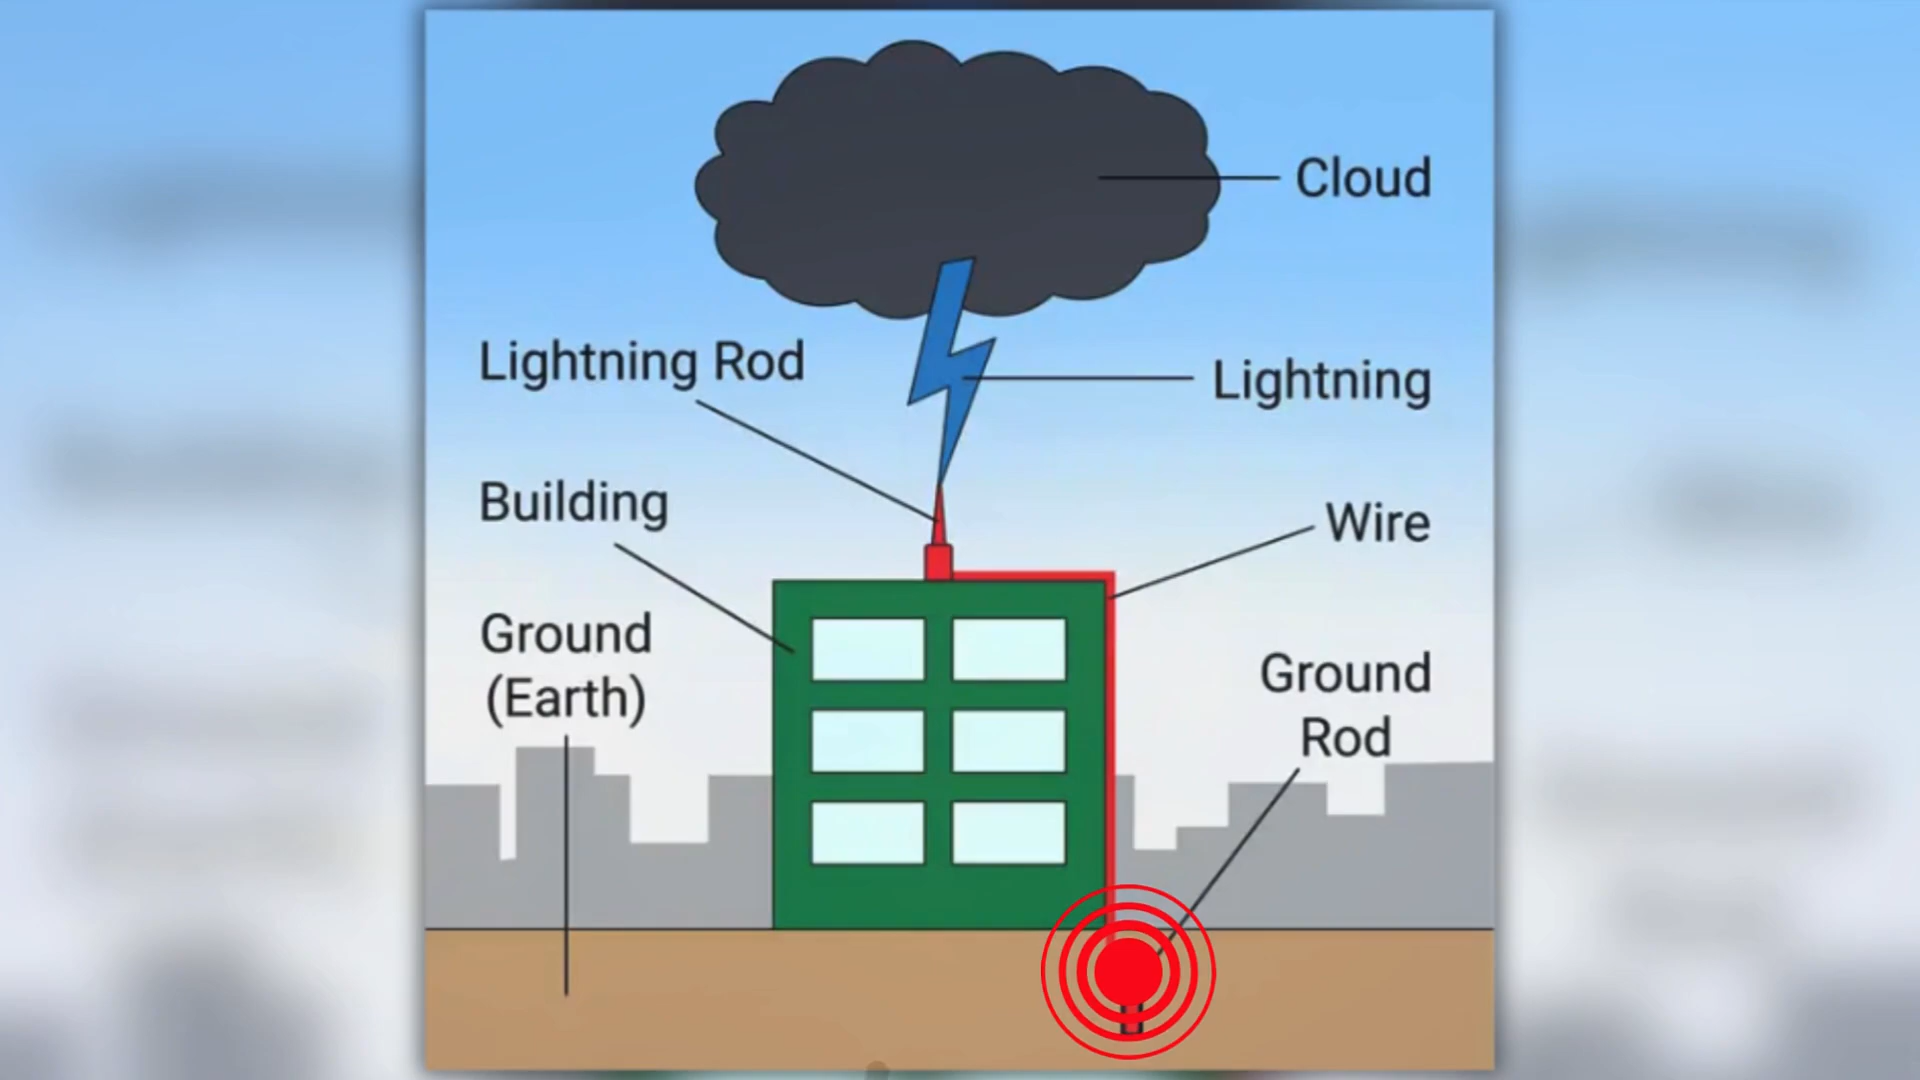 Cloud
Lightning Rod
Lightning
Building
Wire
Ground
(Earth)
Ground
Rod